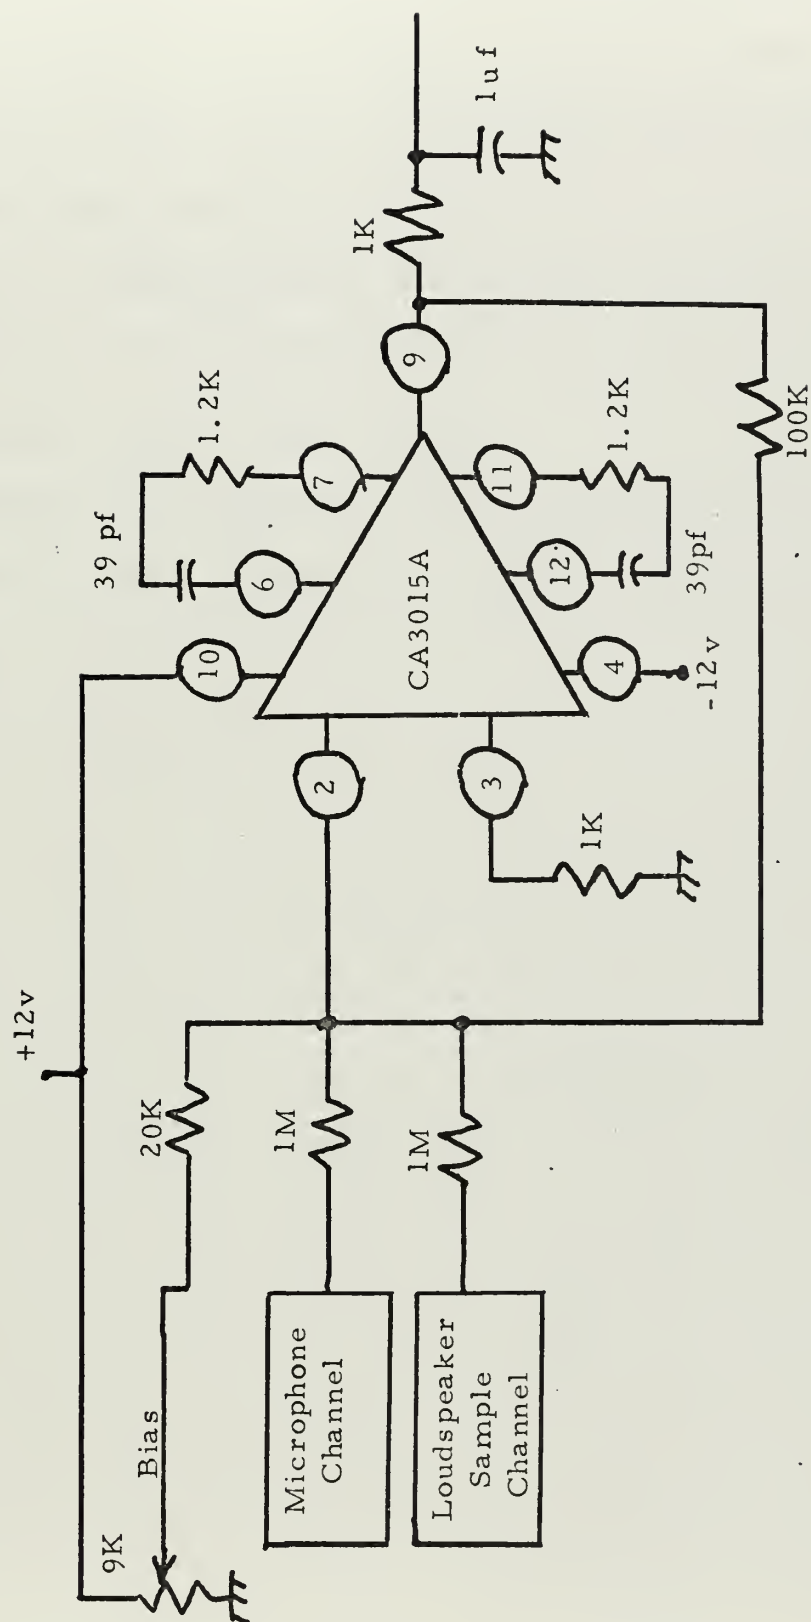 +12v
9K
Bias
20K
1M
1M
Microphone
Channel
Loudspeaker
Sample
Channel
2
3
1K
10
6
7
39 pf
1.2K
CA3015A
4
-12v
12
11
39pf
1.2K
9
1K
1uf
100K